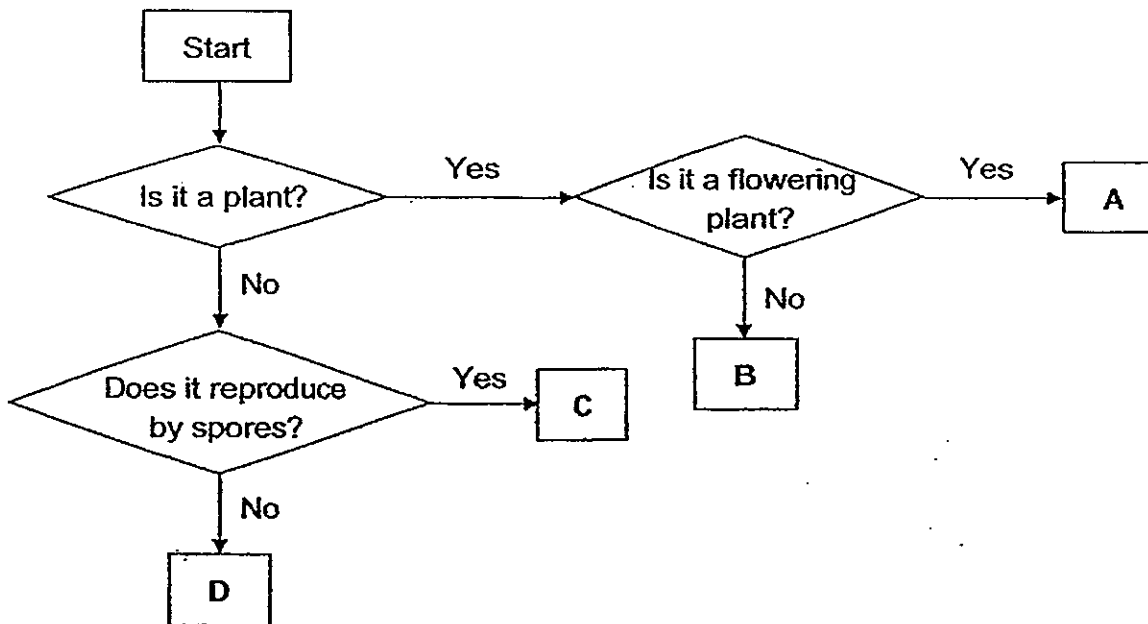 Start
Is it a plant?
Yes
Is it a flowering
plant?
Yes
A
No
No
B
Does it reproduce
by spores?
Yes
C
No
D